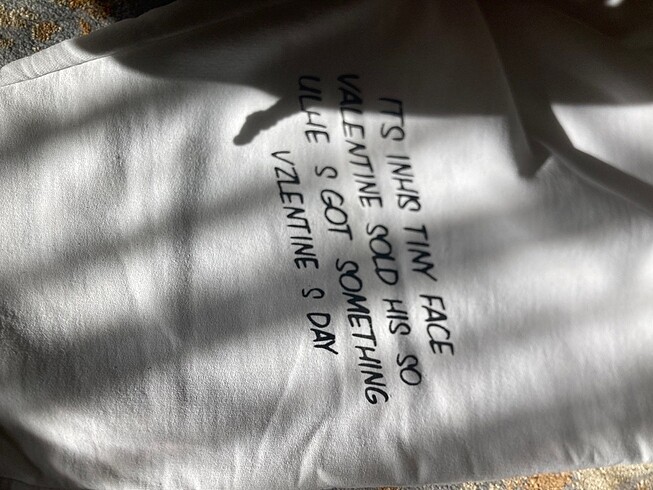 ITS INHIS TINY FACE
VALENTINE SOLD HIS SO
ULHE S GOT SOMETHING
VZLENTINE S DAY